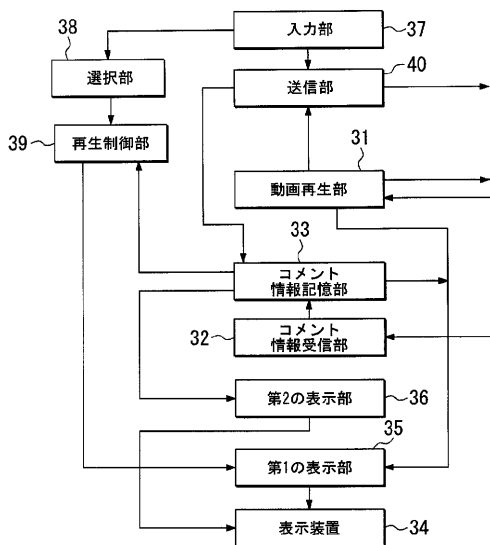 38
入力部
37
選択部
40
送信部
39
再生制御部
31
動画再生部
33
コメント
情報記憶部
32
コメント
情報受信部
第2の表示部
36
35
第1の表示部
表示装置
34